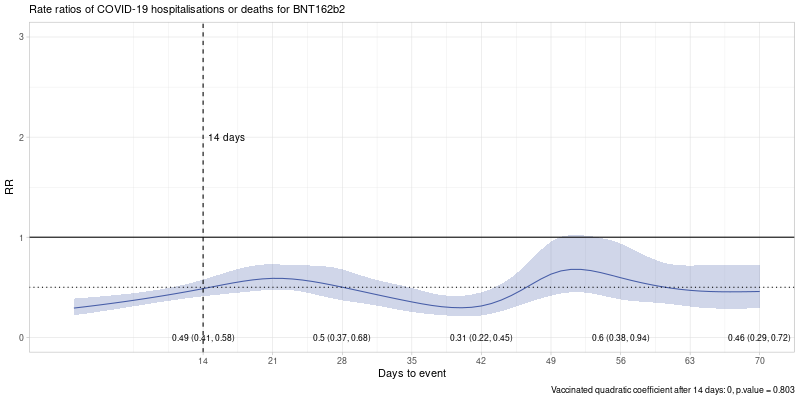 Rate ratios of COVID-19 hospitalisations or deaths for BNT162b2
3
2
1
0
RR
14 days
0.49 (0.41, 0.58)
0.5 (0.37, 0.68)
0.31 (0.22, 0.45)
0.6 (0.38, 0.94)
0.46 (0.29, 0.72)
14 21 28 35 42 49 56 63 70
Days to event
Vaccinated quadratic coefficient after 14 days: 0, p.value = 0.803